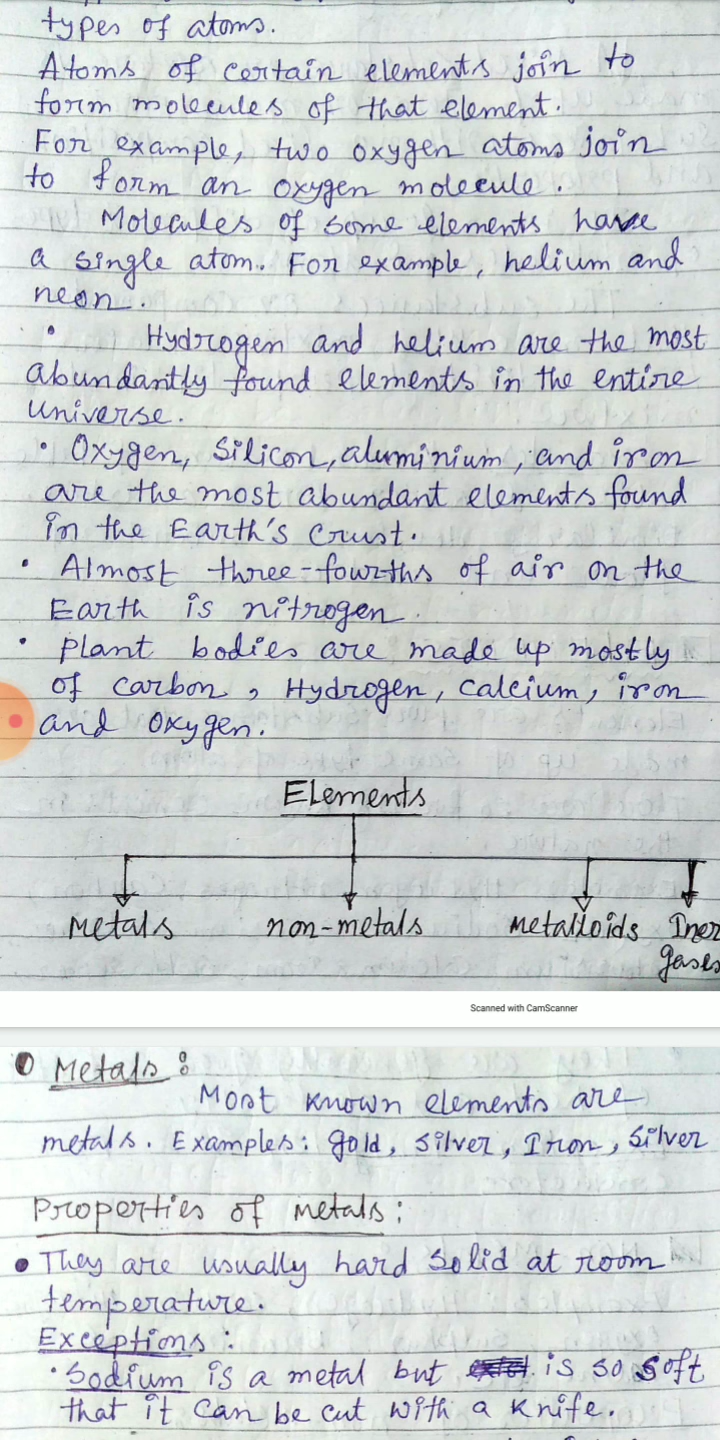 types of atoms.
Atoms of certain elements join to
form molecules of that element.
For example, two oxygen atoms join
to form an oxygen molecule.
Molecules of some elements have
a single atom. For example, helium and
neon.
• Hydrogen and helium are the most
abundantly found elements in the entire
universe.
• Oxygen, Silicon, aluminium, and iron
are the most abundant elements found
in the Earth's Crust.
• Almost three-fourths of air on the
Earth is nitrogen.
• Plant bodies are made up mostly
of carbon, Hydrogen, calcium, iron
and Oxygen.
Elements
Metals non-metals Metalloids Iner
gases
Scanned with CamScanner
Metals:
Most known elements are
metals. Examples: gold, silver, Iron, Silver
Properties of metals:
• They are usually hard solid at room
temperature.
Exceptions:
• Sodium is a metal but is so soft
that it can be cut with a knife.